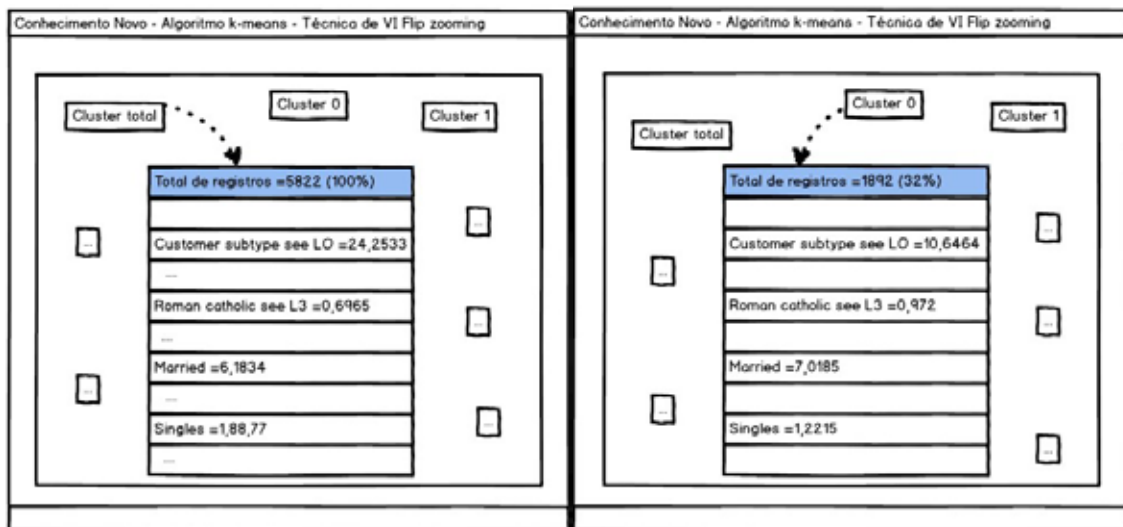 Conhecimento Novo - Algoritmo k-means - Técnica de VI Flip zooming
Cluster total
Cluster 0
Cluster 1
Total de registros =5822 (100%)
...
...
Customer subtype see LO =24,2533
...
Roman catholic see L3 =0,6965
...
...
Married =6,1834
...
...
Singles =1,88,77
...
...
Conhecimento Novo - Algoritmo k-means - Técnica de VI Flip zooming
Cluster 0
Cluster 1
Cluster total
Total de registros =1892 (32%)
...
Customer subtype see LO =10,6464
...
Roman catholic see L3 =0,972
...
Married =7,0185
...
Singles =1,2215
...